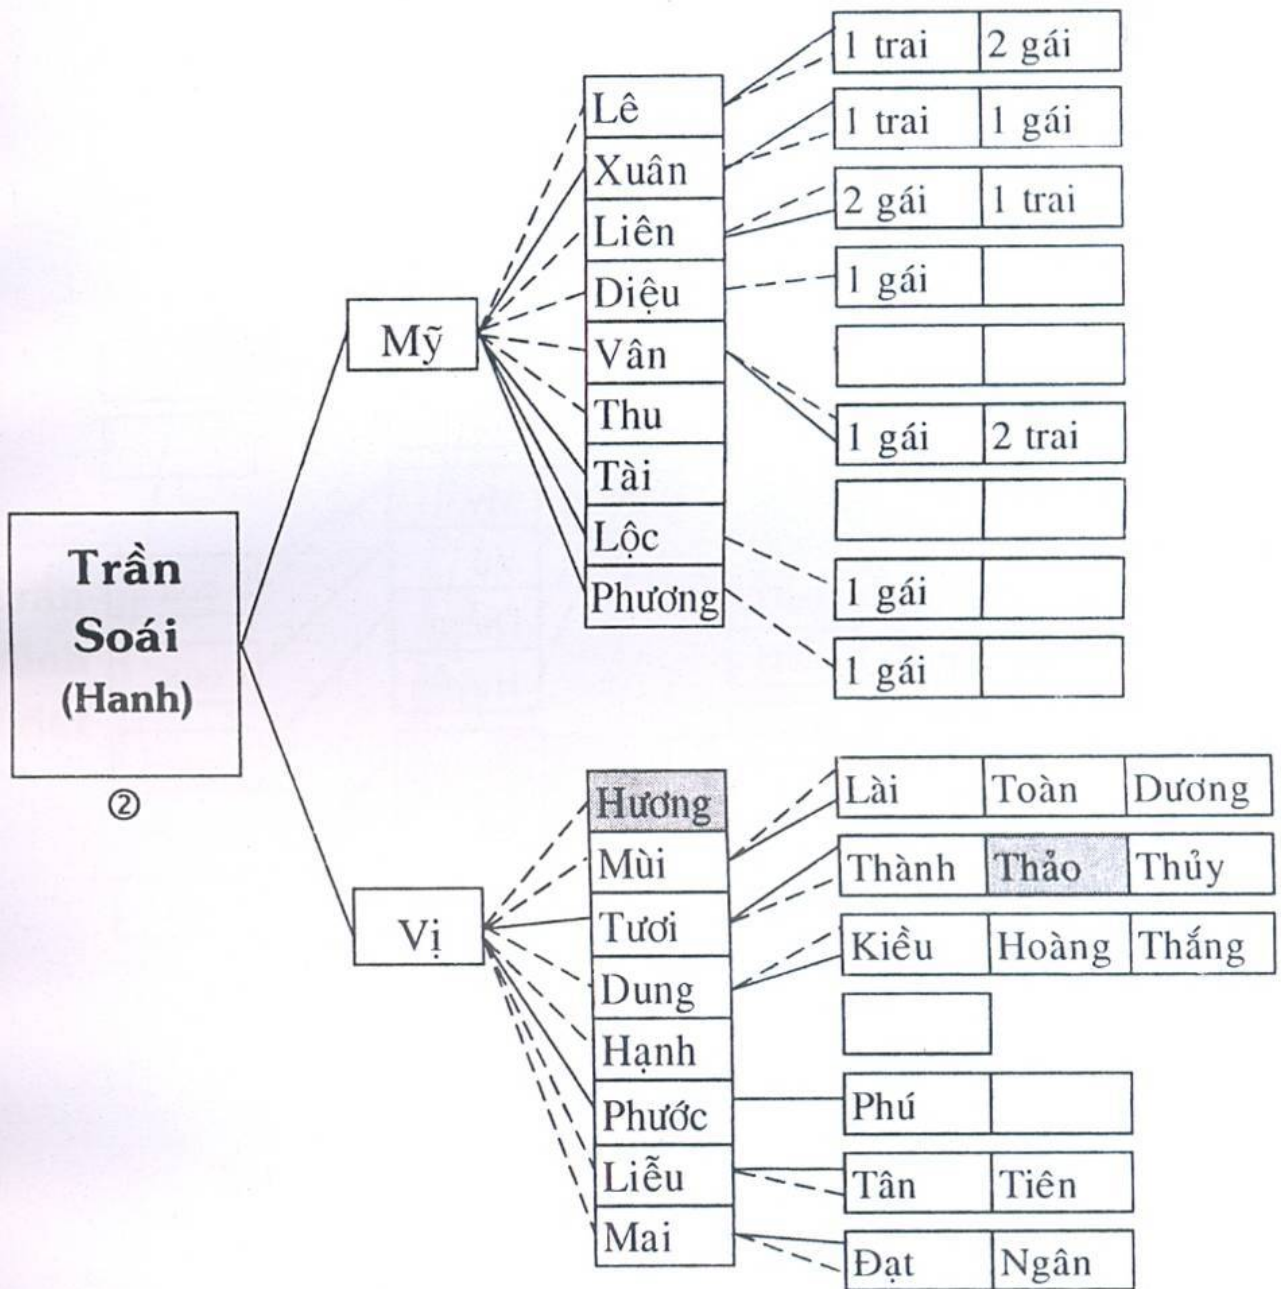 Trần
Soái
(Hanh)
②
Mỹ
Lê
Xuân
Liên
Diệu
Vân
Thu
Tài
Lộc
Phương
1 trai 2 gái
1 trai 1 gái
2 gái 1 trai
1 gái
1 gái 2 trai
1 gái
1 gái
Vị
Hương
Mùi
Tươi
Dung
Hạnh
Phước
Liễu
Mai
Lài Toàn Dương
Thành Thảo Thủy
Kiều Hoàng Thắng
Phú
Tân Tiên
Đạt Ngân